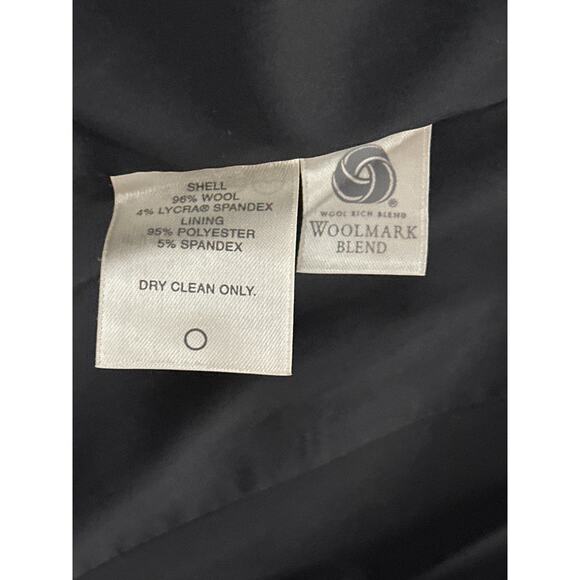 SHELL
96% WOOL
4% LYCRA® SPANDEX
LINING
95% POLYESTER
5% SPANDEX
DRY CLEAN ONLY.
®
WOOL RICH BLEND
WOOLMARK
BLEND